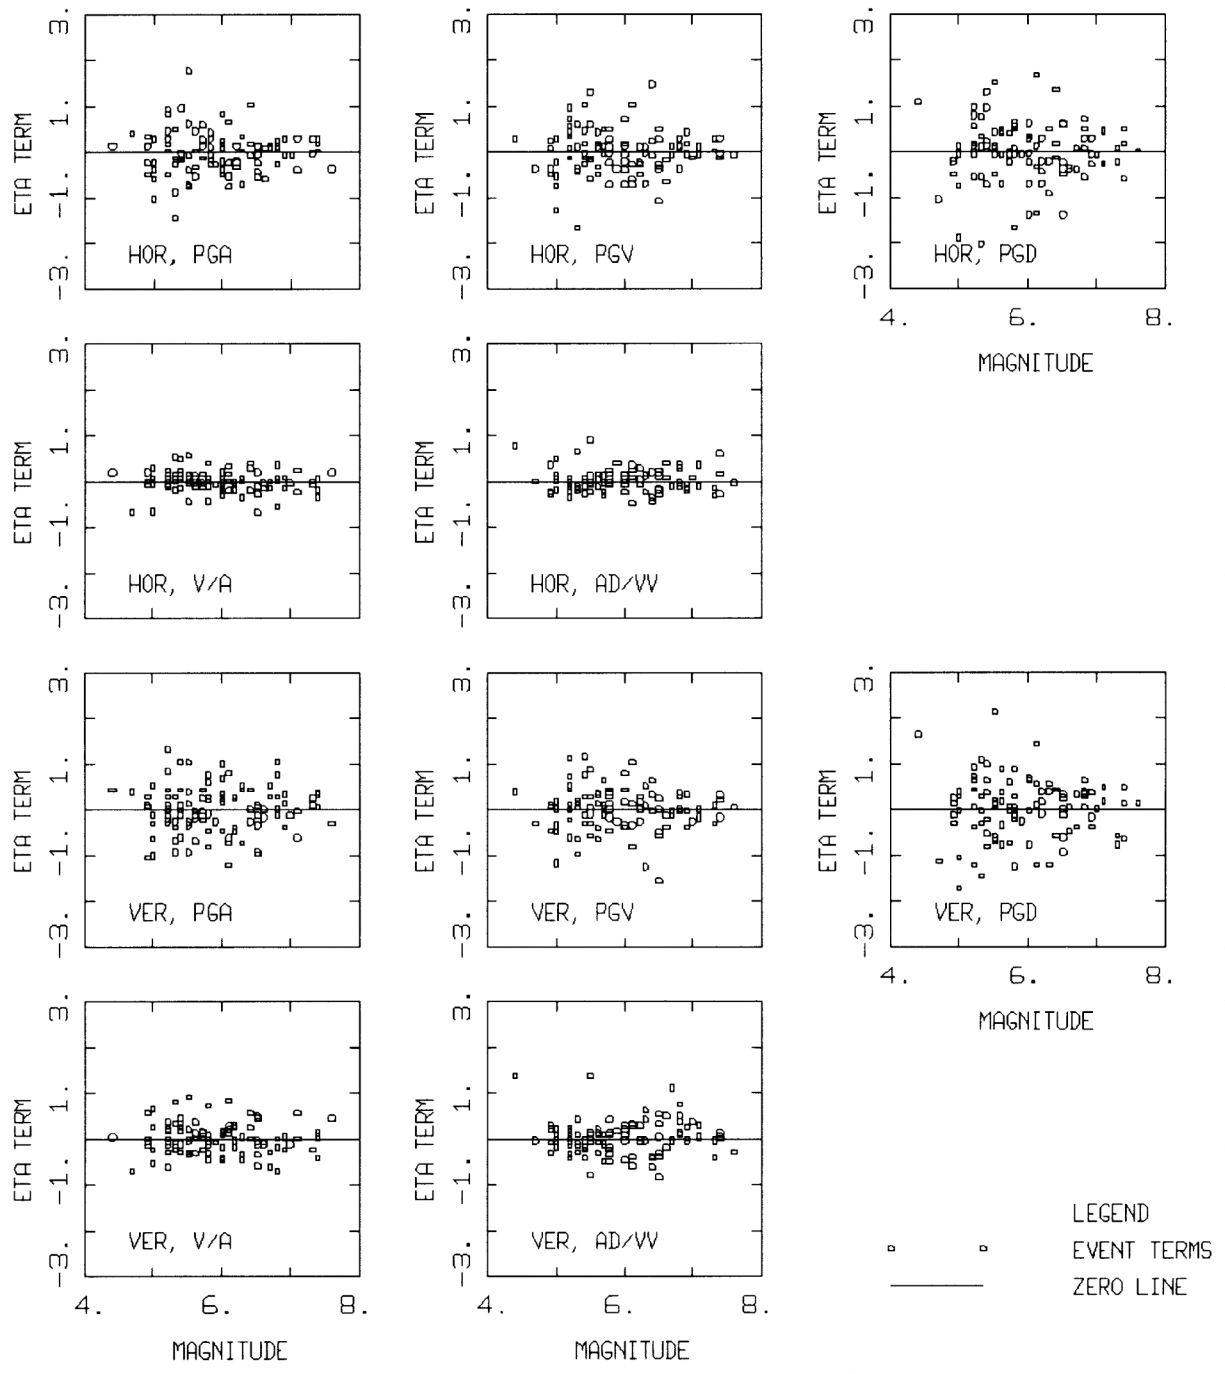 3. 1. -1. -3. ETA TERM HOR, PGA
3. 1. -1. -3. ETA TERM HOR, PGV
3. 1. -1. -3. ETA TERM HOR, PGD
4. 6. 8.
MAGNITUDE
3. 1. -1. -3. ETA TERM HOR, V/A
3. 1. -1. -3. ETA TERM HOR, AD/VV
3. 1. -1. -3. ETA TERM VER, PGA
3. 1. -1. -3. ETA TERM VER, PGV
3. 1. -1. -3. ETA TERM VER, PGD
4. 6. 8.
MAGNITUDE
3. 1. -1. -3. ETA TERM VER, V/A
4. 6. 8.
MAGNITUDE
3. 1. -1. -3. ETA TERM VER, AD/VV
4. 6. 8.
MAGNITUDE
LEGEND
EVENT TERMS
ZERO LINE